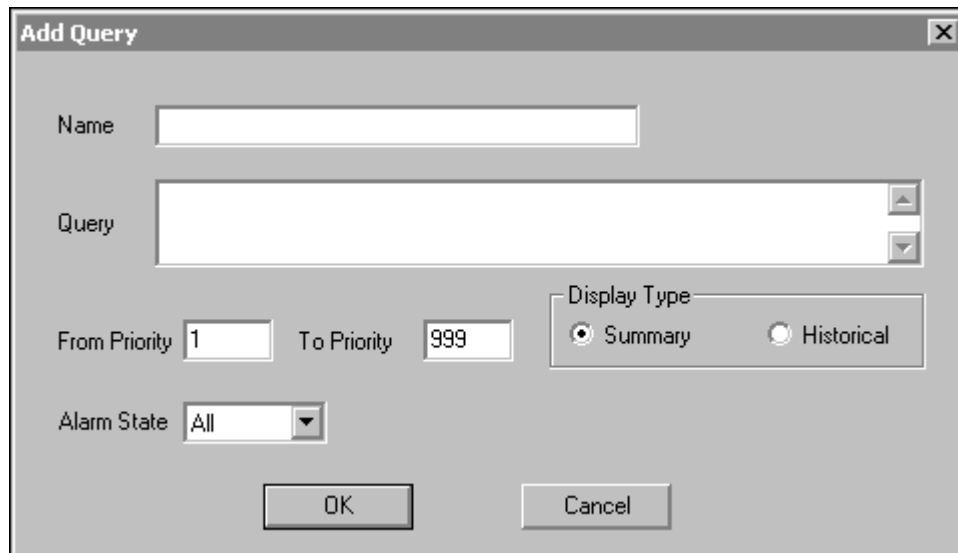 Add Query
Name
Query
Display Type
From Priority 1 To Priority 999 Summary Historical
Alarm State All
OK Cancel